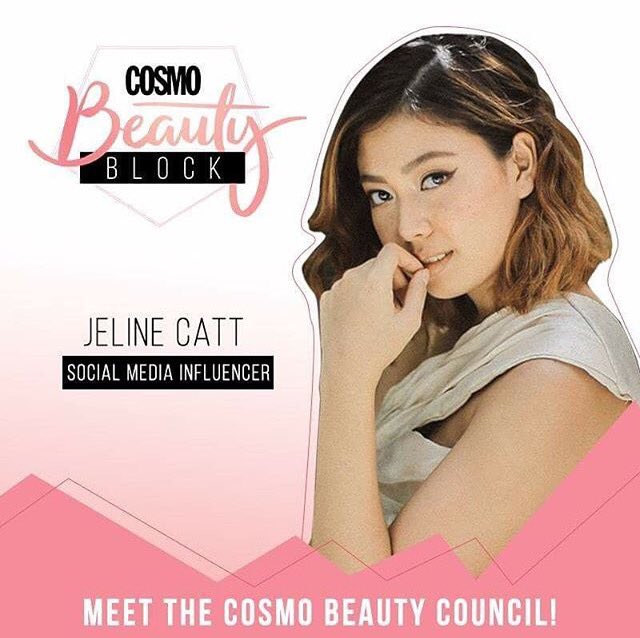 COSMO
Beauty
BLOCK
JELINE CATT
SOCIAL MEDIA INFLUENCER
MEET THE COSMO BEAUTY COUNCIL!